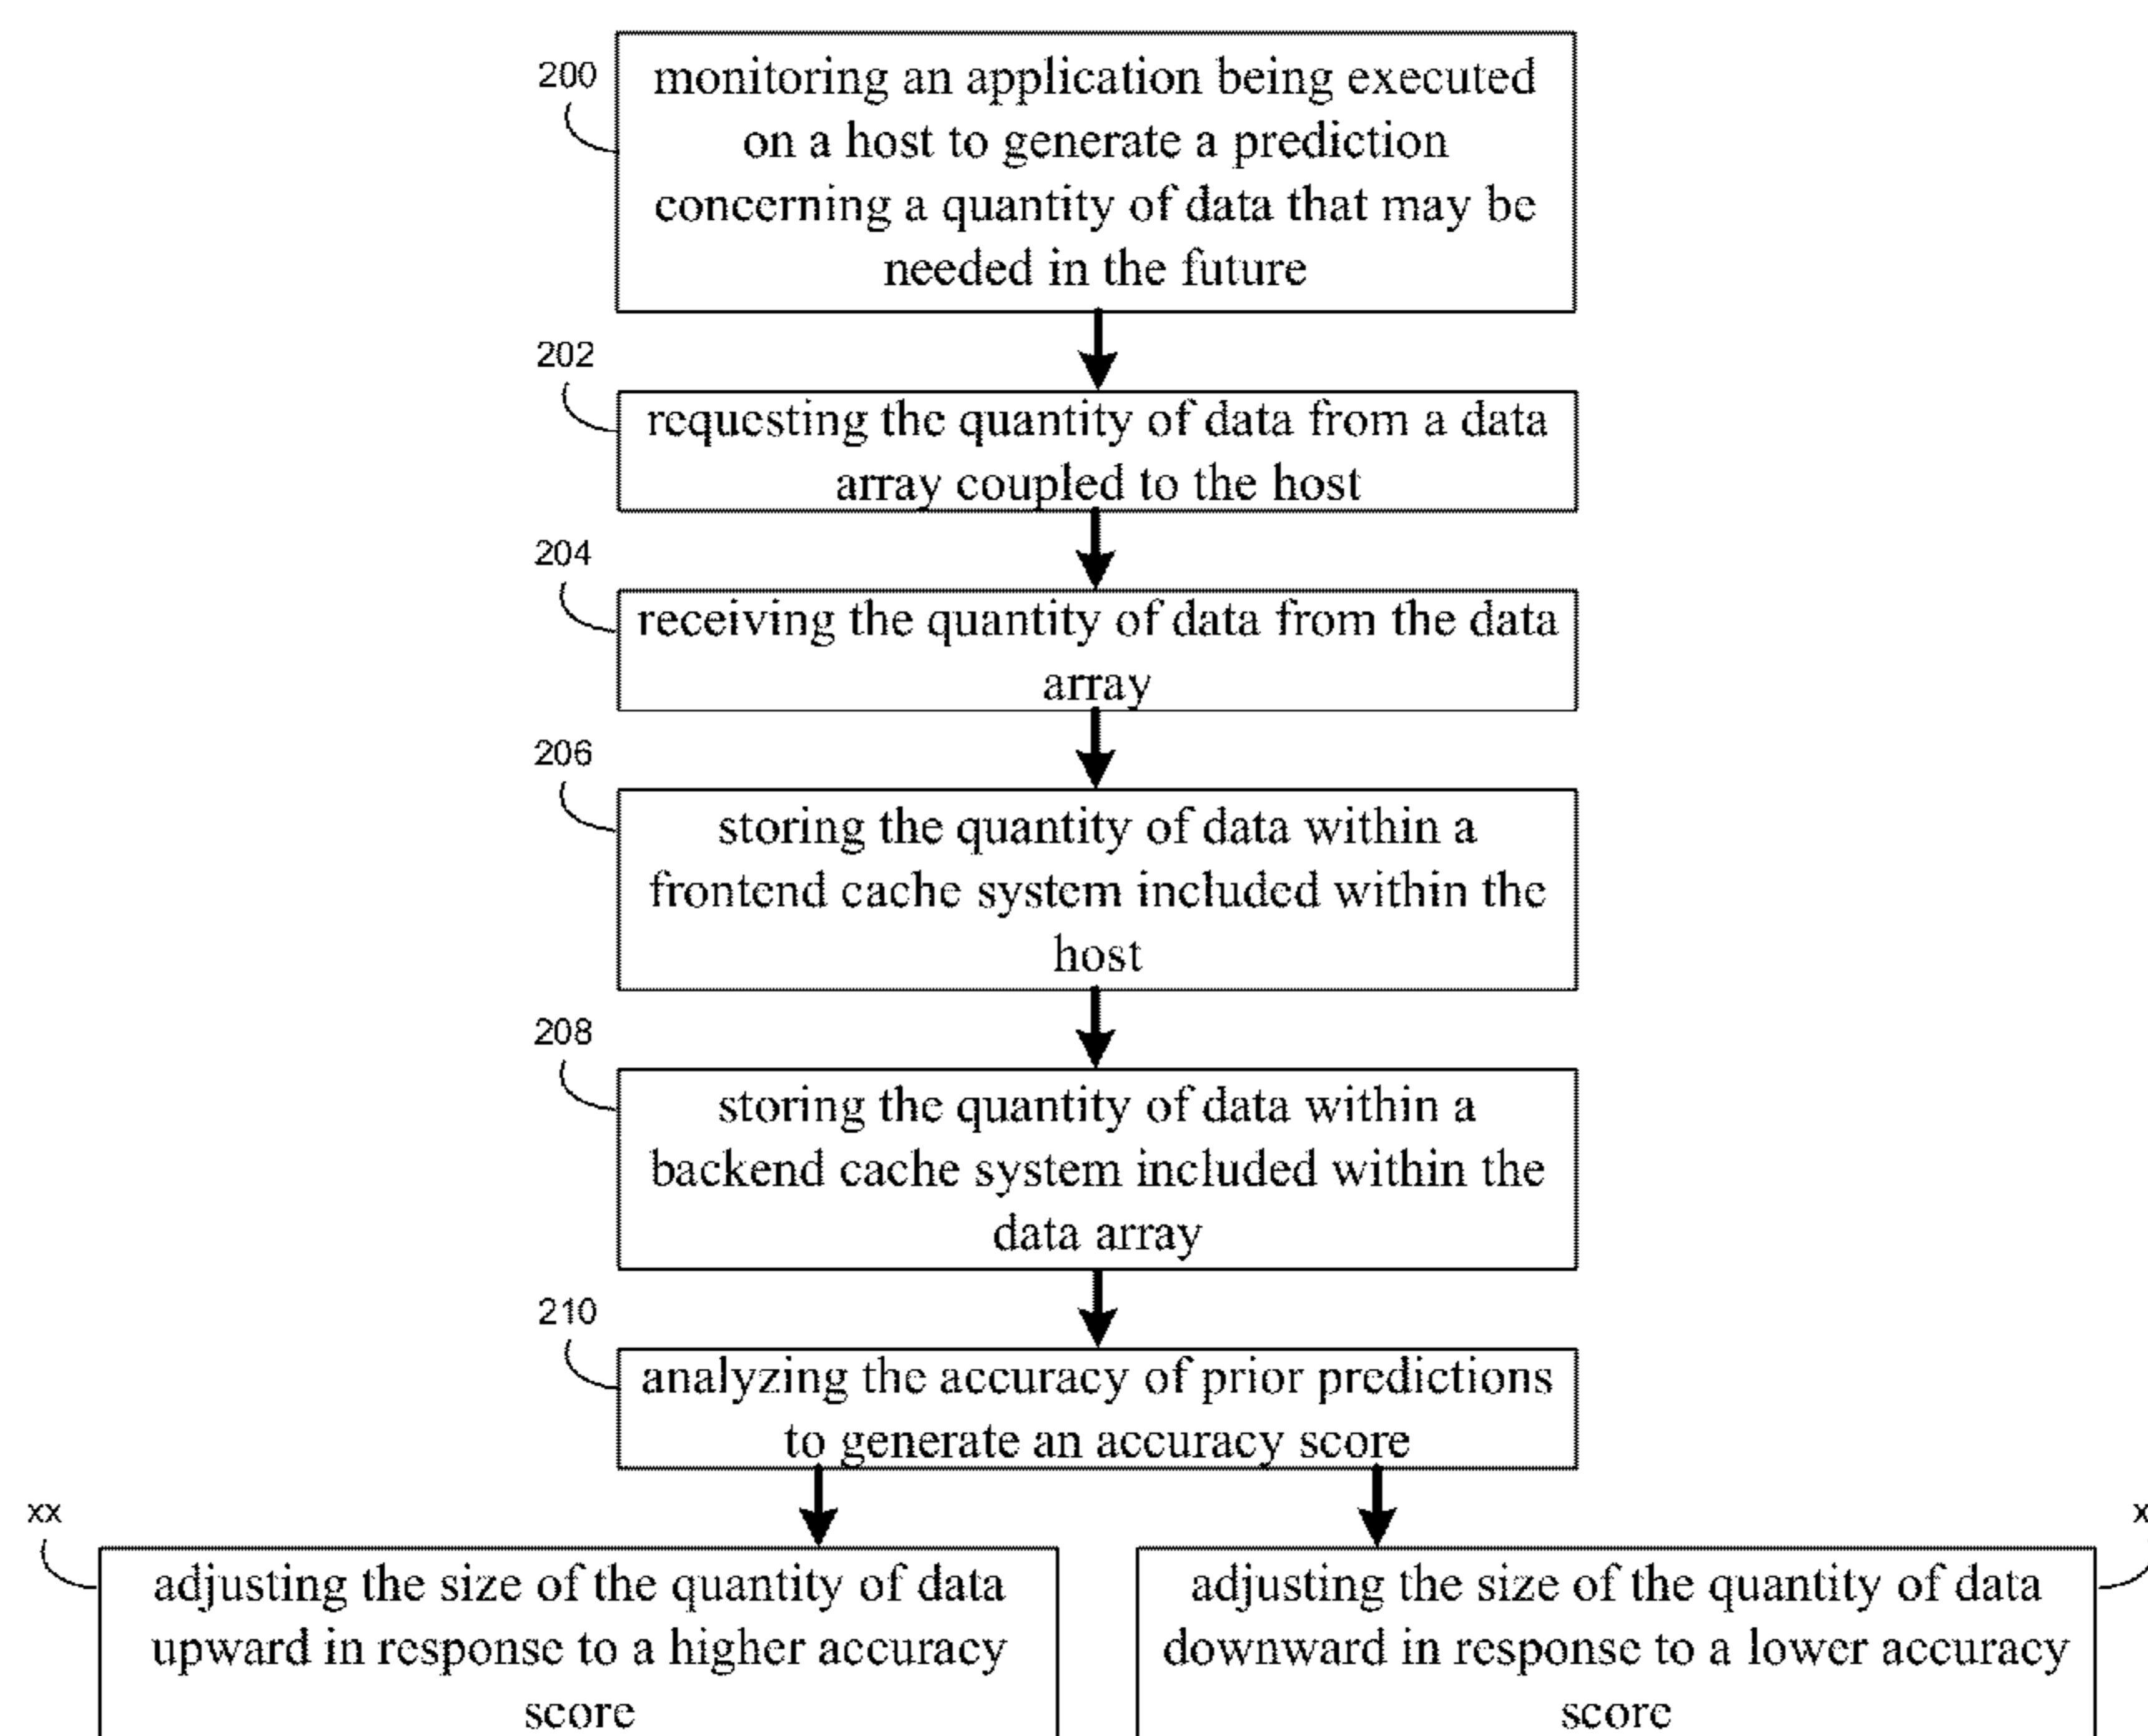 200
monitoring an application being executed
on a host to generate a prediction
concerning a quantity of data that may be
needed in the future
202
requesting the quantity of data from a data
array coupled to the host
204
receiving the quantity of data from the data
array
206
storing the quantity of data within a
frontend cache system included within the
host
208
storing the quantity of data within a
backend cache system included within the
data array
210
analyzing the accuracy of prior predictions
to generate an accuracy score
xx
adjusting the size of the quantity of data
upward in response to a higher accuracy
score
x
adjusting the size of the quantity of data
downward in response to a lower accuracy
score